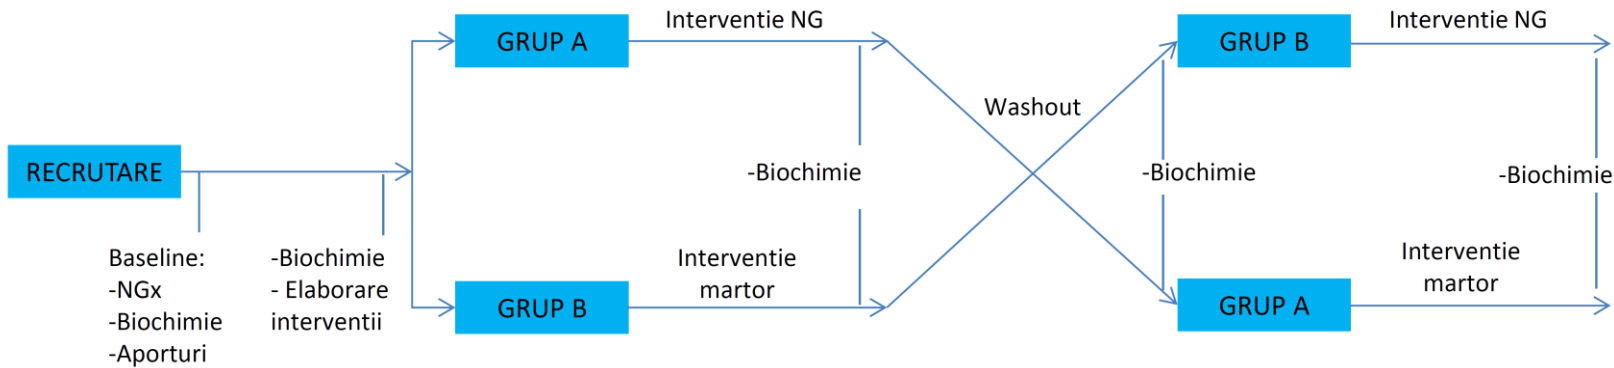 Interventie NG
GRUP A
Interventie NG
GRUP B
Washout
RECRUTARE
-Biochimie
-Biochimie
-Biochimie
Baseline:
-NGx
-Biochimie
-Aporturi
-Biochimie
- Elaborare
interventii
Interventie
martor
GRUP B
Interventie
martor
GRUP A